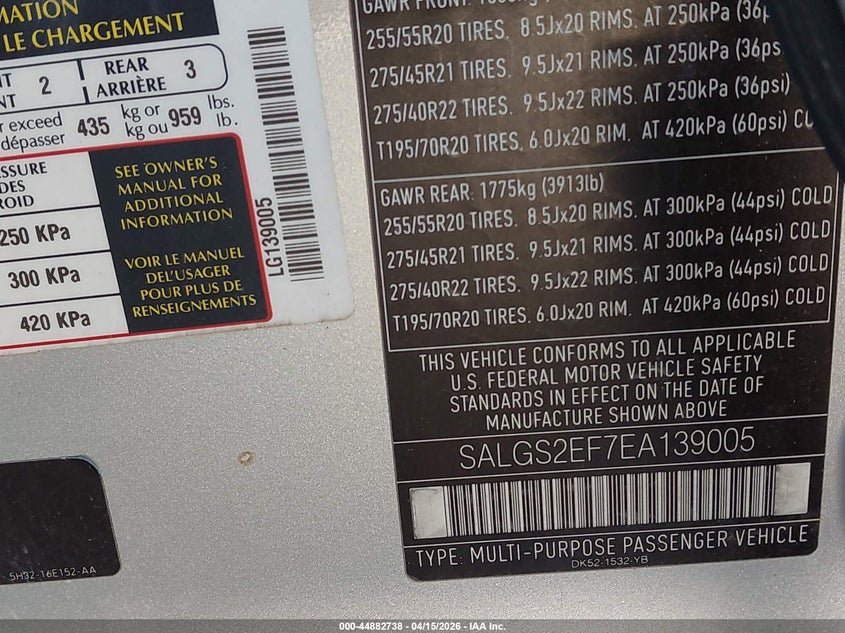 MATION
LE CHARGEMENT
2
REAR
ARRIÈRE 3
exceed
dépasser 435 kg or
kg ou 959 lbs.
lb.
SEE OWNER'S
MANUAL FOR
ADDITIONAL
INFORMATION
VOIR LE MANUEL
DEL'USAGER
POUR PLUS DE
RENSEIGNEMENTS
250 KPa
300 KPa
420 KPa
LG139005
5H32-16E152-AA
GAWR FRONT:
255/55R20 TIRES. 8.5Jx20 RIMS. AT 250kPa (36p
275/45R21 TIRES. 9.5Jx21 RIMS. AT 250kPa (36ps
275/40R22 TIRES. 9.5Jx22 RIMS. AT 250kPa (36psi)
T195/70R20 TIRES. 6.0Jx20 RIM. AT 420kPa (60psi) CO
GAWR REAR: 1775kg (3913lb)
255/55R20 TIRES. 8.5Jx20 RIMS. AT 300kPa (44psi) COLD
275/45R21 TIRES. 9.5Jx21 RIMS. AT 300kPa (44psi) COLD
275/40R22 TIRES. 9.5Jx22 RIMS. AT 300kPa (44psi) COLD
T195/70R20 TIRES. 6.0Jx20 RIM. AT 420kPa (60psi) COLD
THIS VEHICLE CONFORMS TO ALL APPLICABLE
U.S. FEDERAL MOTOR VEHICLE SAFETY
STANDARDS IN EFFECT ON THE DATE OF
MANUFACTURE SHOWN ABOVE
SALGS2EF7EA139005
TYPE: MULTI-PURPOSE PASSENGER VEHICLE
DK52-1532-YB
000-44882738 - 04/15/2026 - IAA Inc.